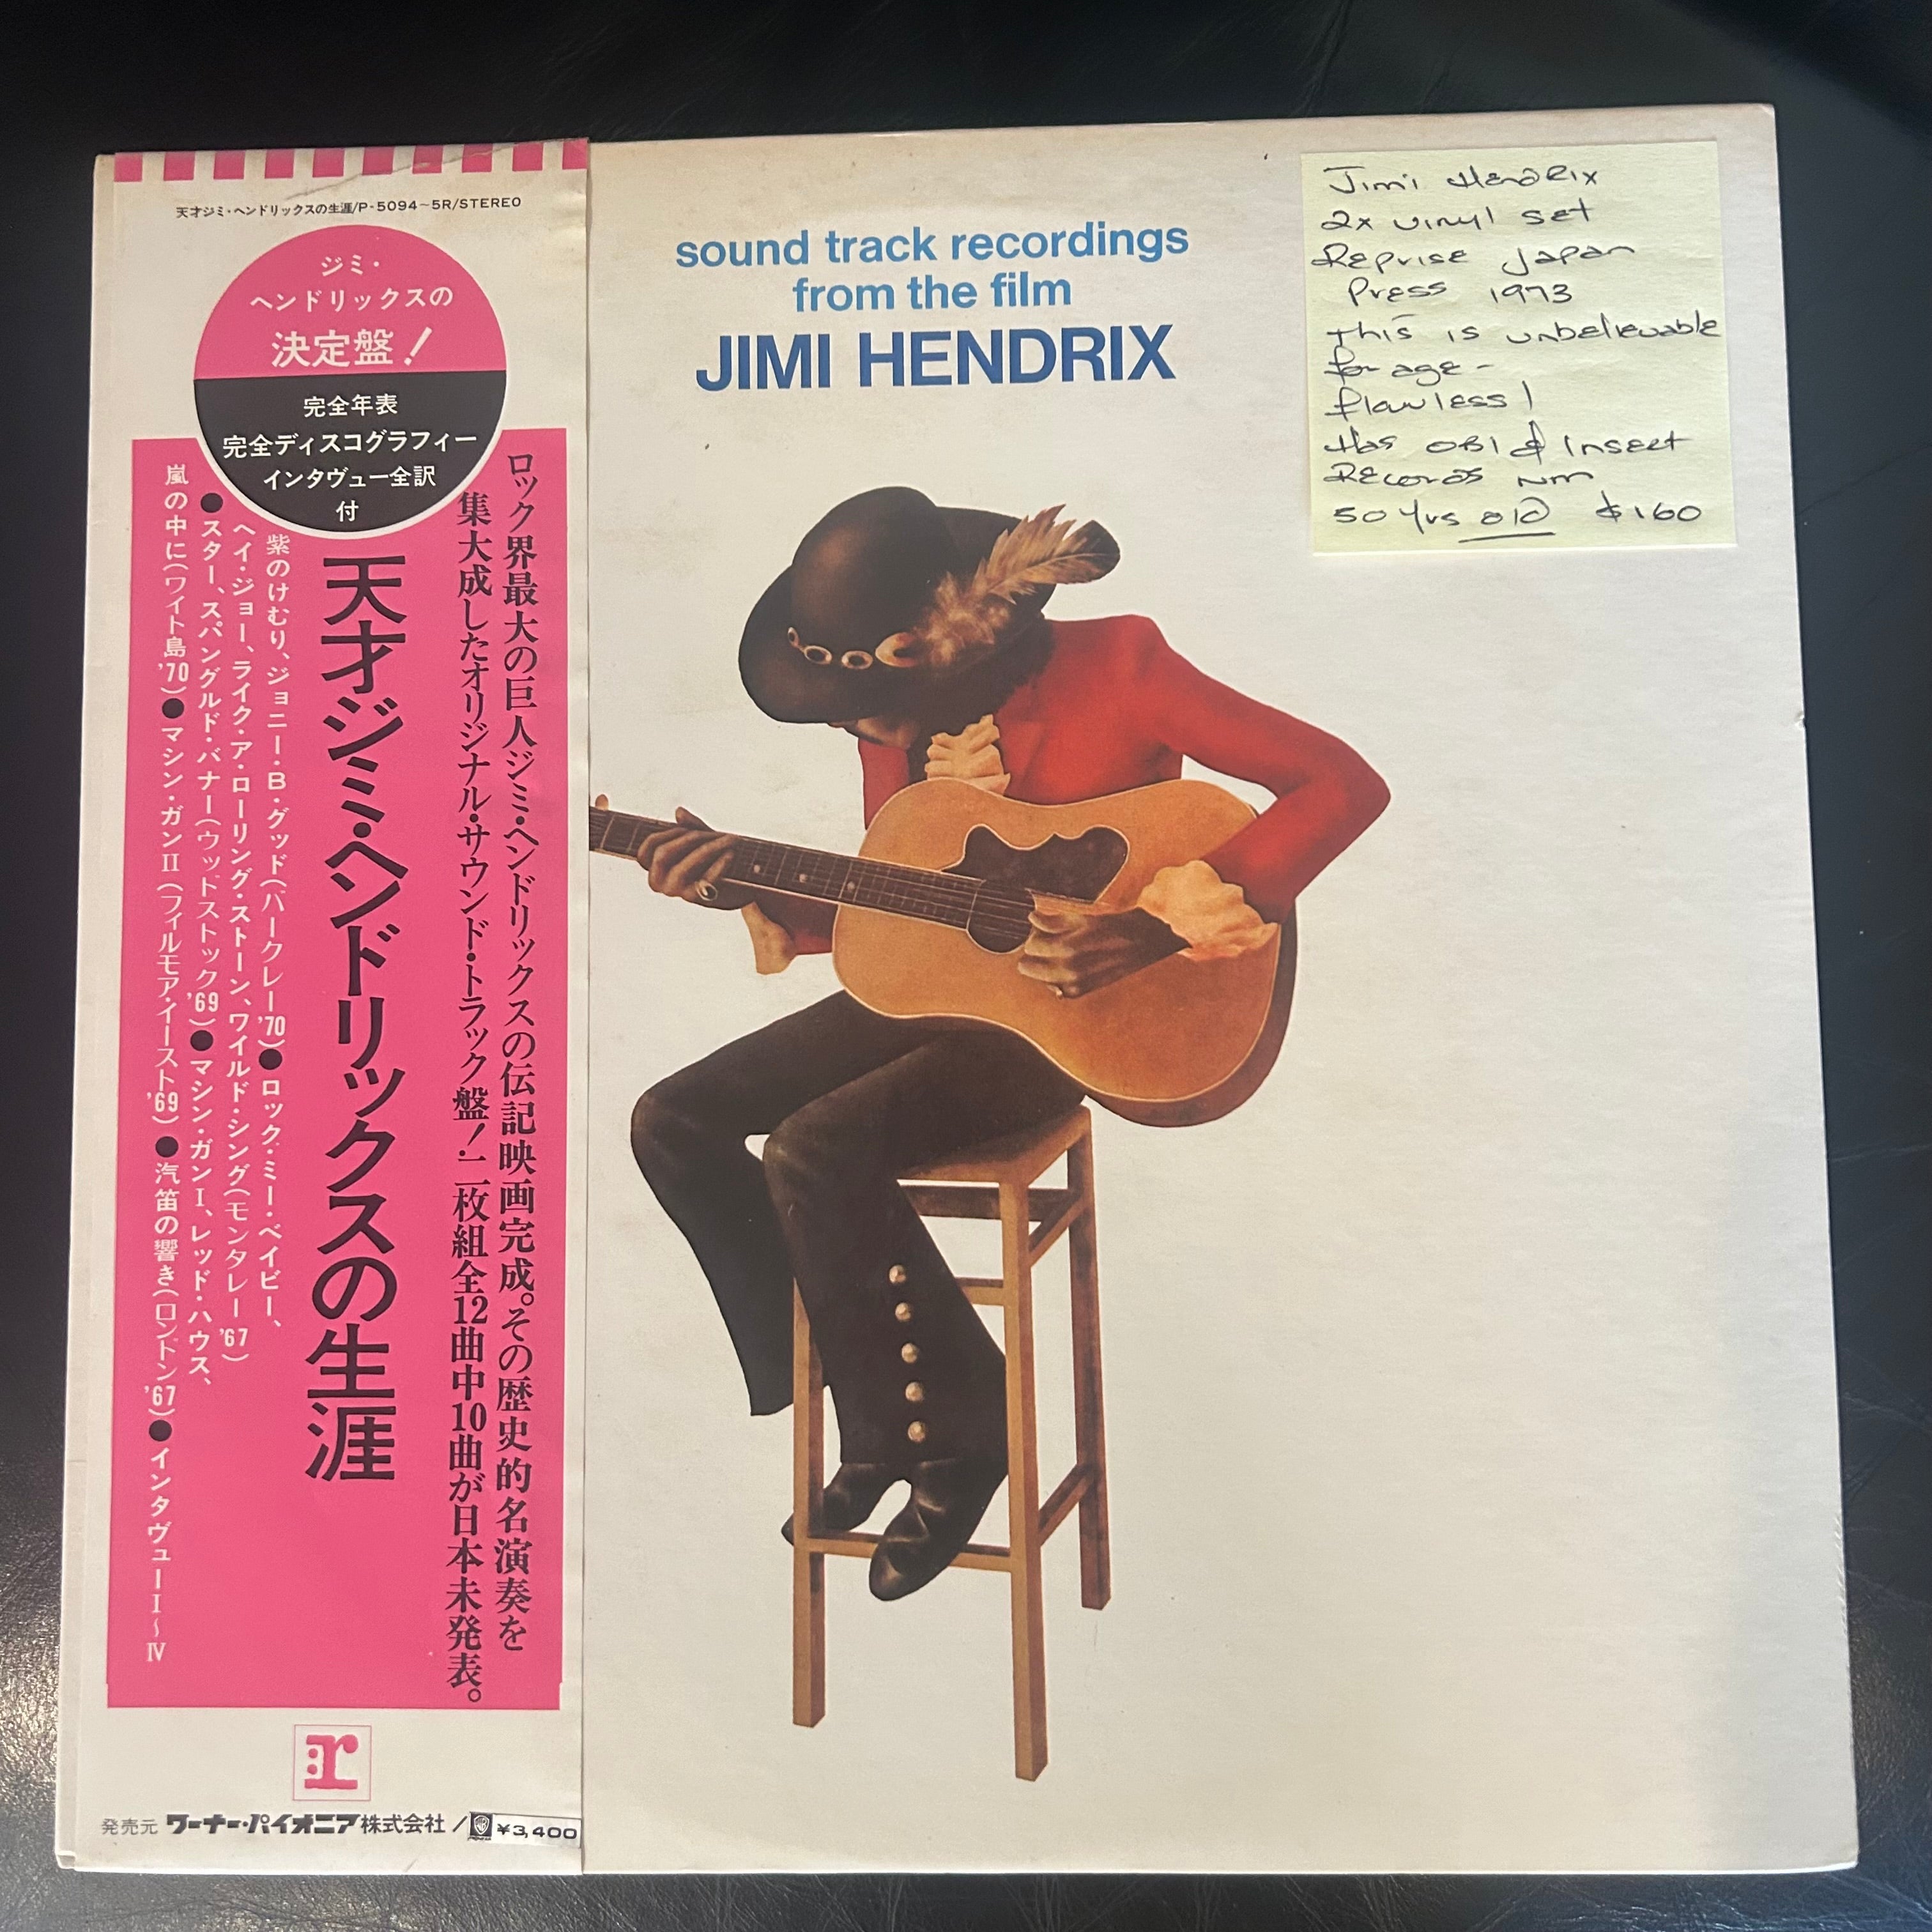 天才ジミ・ヘンドリックスの生涯/P-5094~5R/STEREO
ジミ・
ヘンドリックスの
決定盤!
完全年表
完全ディスコグラフィー
インタヴュー全訳
付
ロック界最大の巨人ジミ・ヘンドリックスの伝記映画完成。その歴史的名演奏を
集大成したオリジナル・サウンド・トラック盤!二枚組全12曲中10曲が日本未発表。
天才ジミ・ヘンドリックスの生涯
紫のけむり、ジョニー・B・グッド(バークレー'70)●ロック・ミー・ベイビー、
ヘイ・ジョー、ライク・ア・ローリング・ストーン、ワイルド・シング(モンタレー'67)
●スター、スパングルド・バナー(ウッドストック'69)●マシン・ガンI、レッド・ハウス、
嵐の中に(ワイト島'70)●マシン・ガンII(フィルモア・イースト'69)●汽笛の響き(ロンドン'67)●インタヴューI~IV
:r
発売元 ワーナー・パイオニア株式会社/
¥3,400
sound track recordings
from the film
JIMI HENDRIX
Jimi Hendrix
2x vinyl set
Reprise Japan
Press 1973
This is unbelievable
for age-
flawless!
Has OBI & Insert
Records NM
50 Yrs old $160